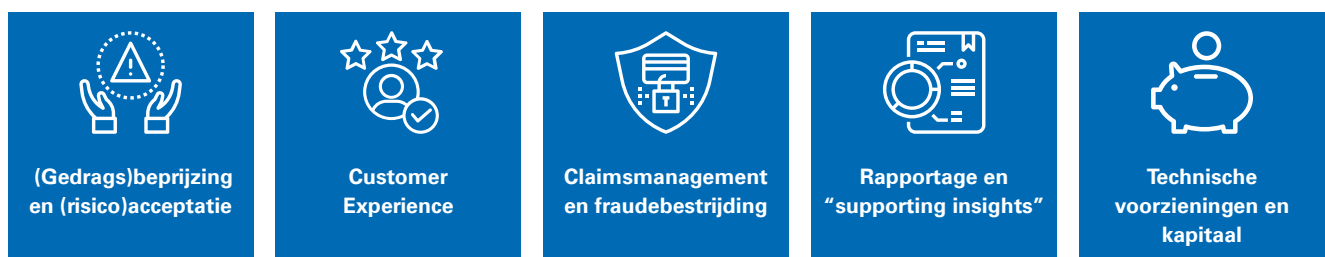 (Gedrags)beprijzing
en (risico)acceptatie
Customer
Experience
Claimsmanagement
en fraudebestrijding
Rapportage en
“supporting insights”
Technische
voorzieningen en
kapitaal